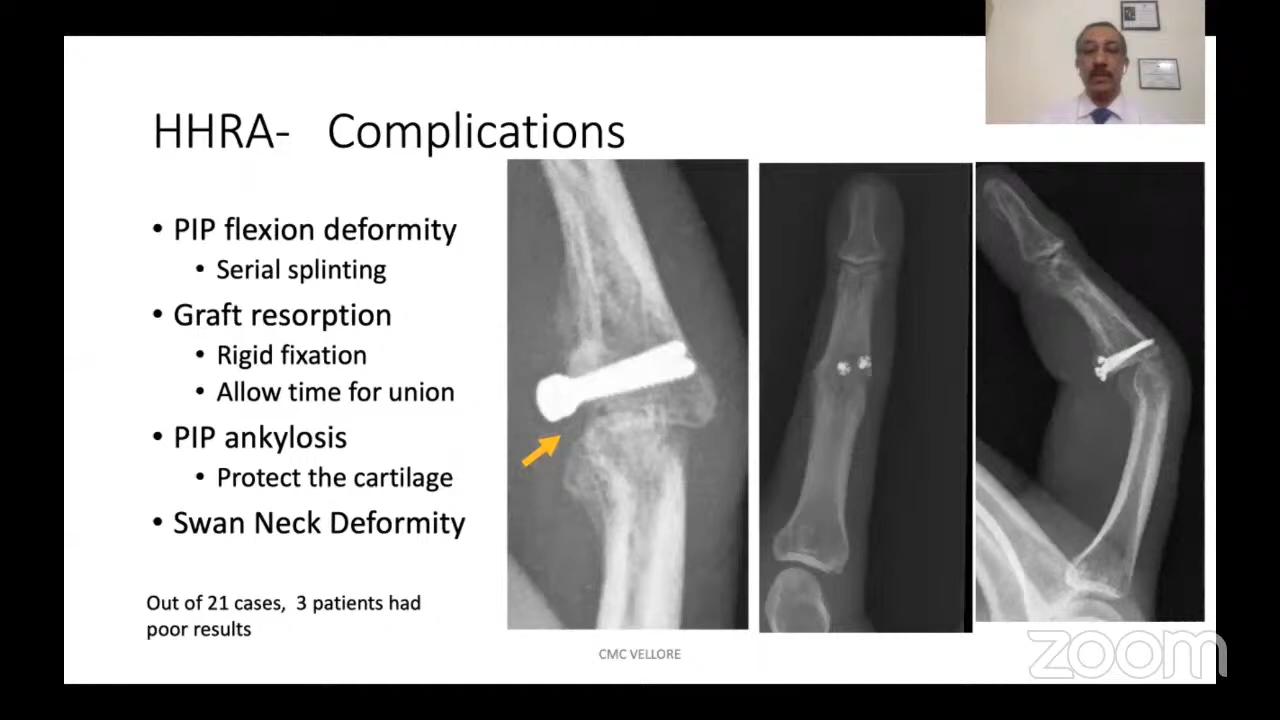 HHRA- Complications
• PIP flexion deformity
• Serial splinting
• Graft resorption
• Rigid fixation
• Allow time for union
• PIP ankylosis
• Protect the cartilage
• Swan Neck Deformity
Out of 21 cases, 3 patients had
poor results
CMC VELLORE
zoom